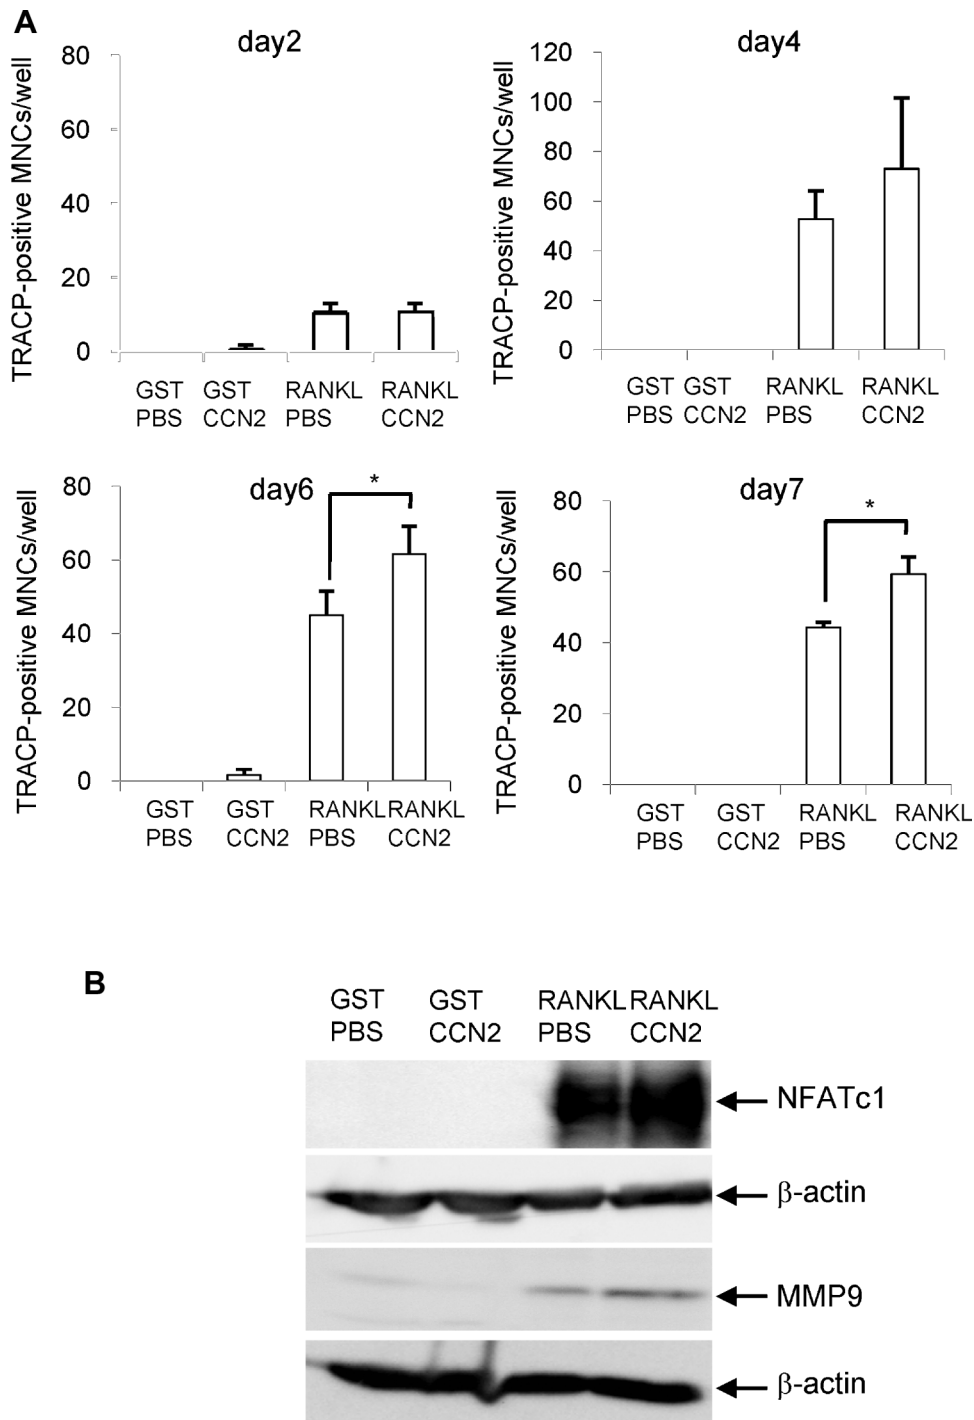 A
day2
TRACP-positive MNCs/well
80
60
40
20
0
GST GST RANKL RANKL
PBS CCN2 PBS CCN2
day4
TRACP-positive MNCs/well
120
100
80
60
40
20
0
GST GST RANKL RANKL
PBS CCN2 PBS CCN2
day6
*
TRACP-positive MNCs/well
80
60
40
20
0
GST GST RANKL RANKL
PBS CCN2 PBS CCN2
day7
*
TRACP-positive MNCs/well
80
60
40
20
0
GST GST RANKL RANKL
PBS CCN2 PBS CCN2
B
GST GST RANKL RANKL
PBS CCN2 PBS CCN2
NFATc1
β-actin
MMP9
β-actin